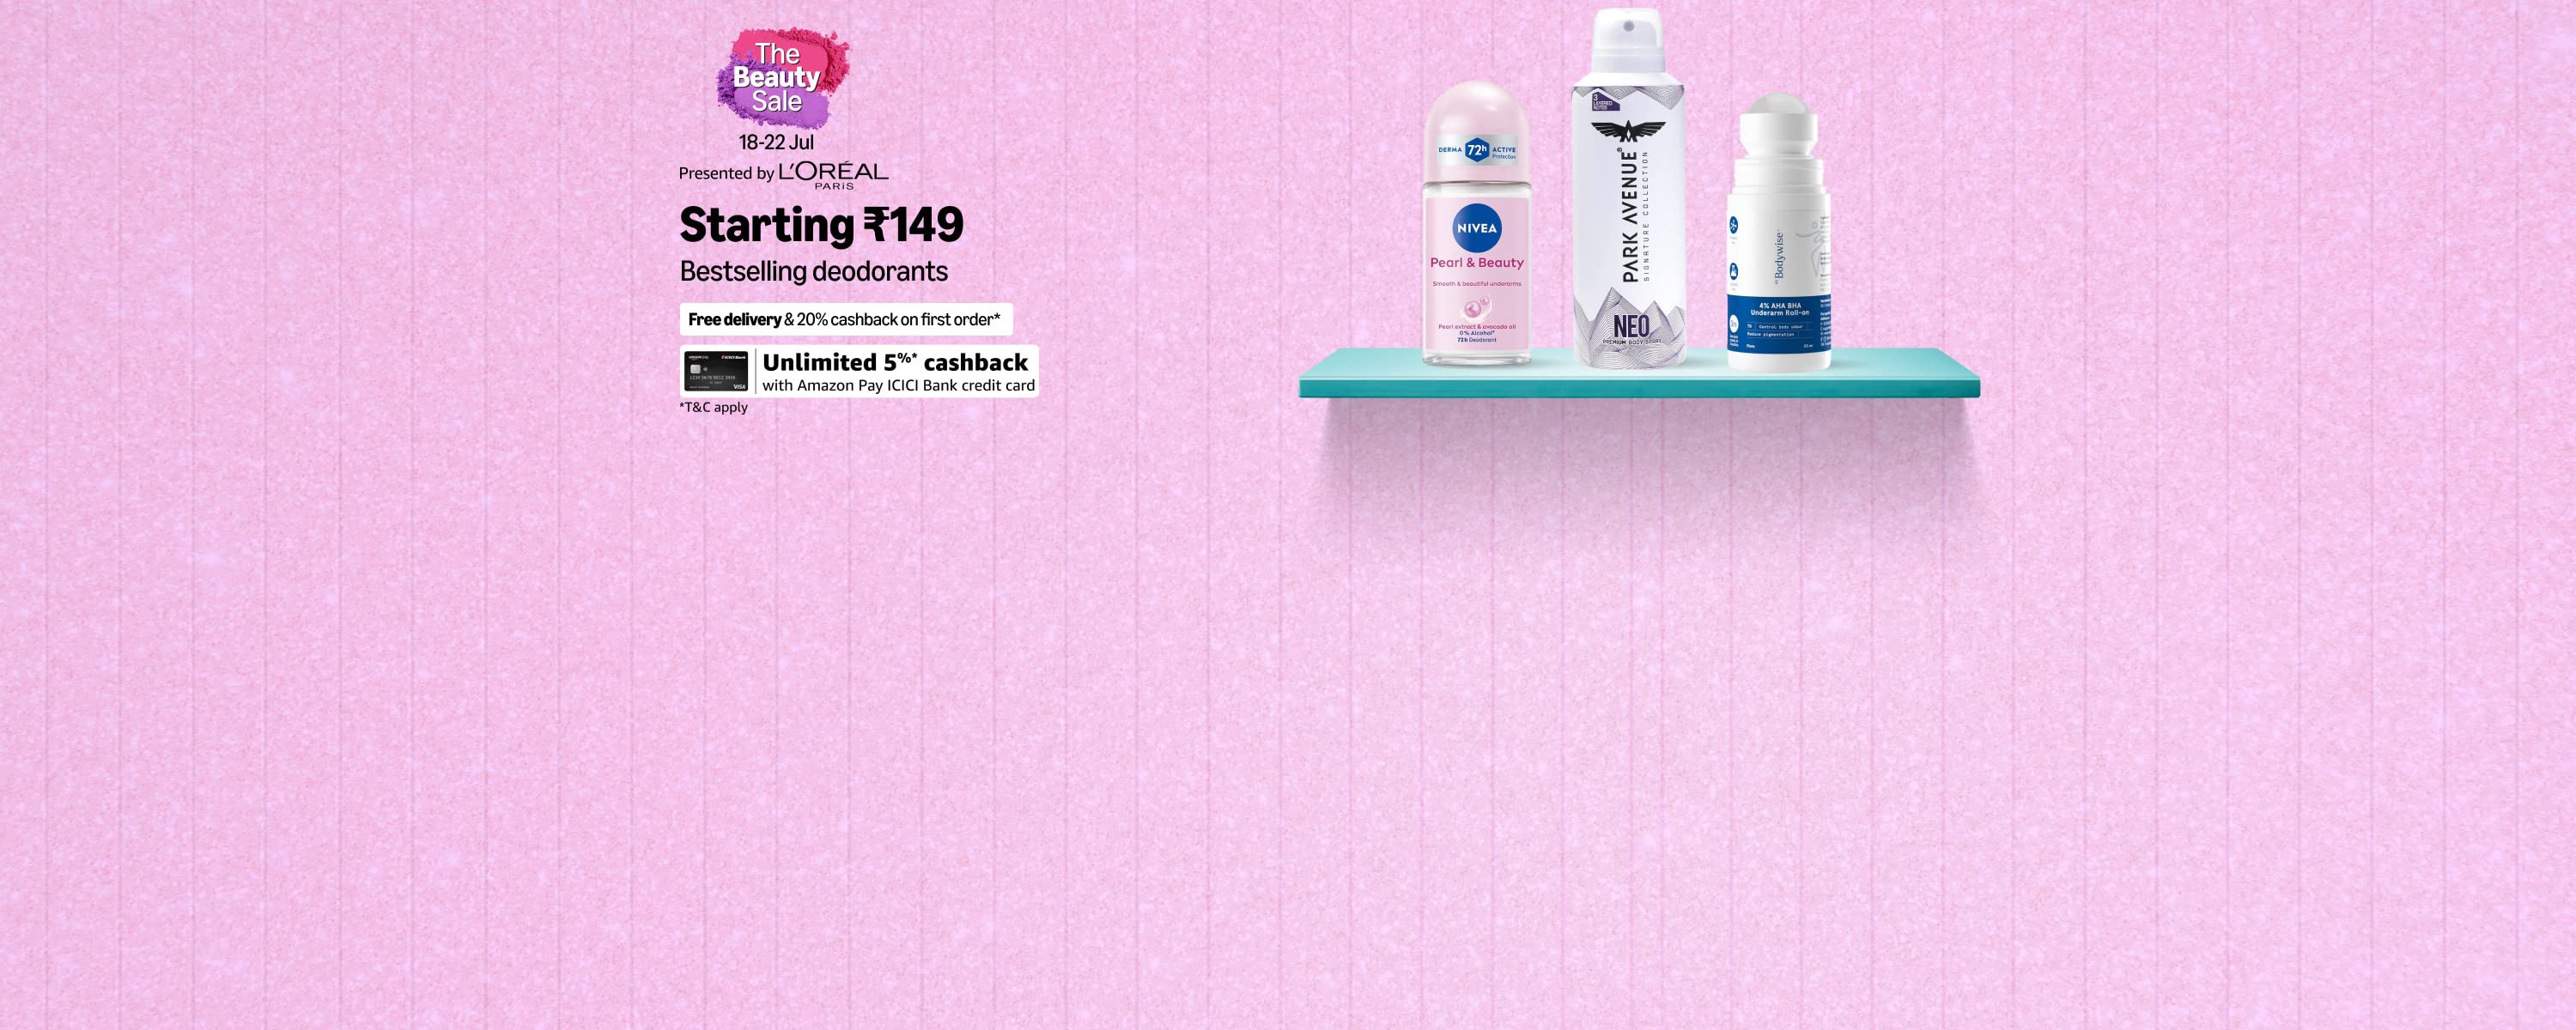 The
Beauty
Sale
18-22 Jul
Presented by L'ORÉAL
PARIS
Starting ₹149
Bestselling deodorants
Free delivery & 20% cashback on first order*
Unlimited 5%* cashback
with Amazon Pay ICICI Bank credit card
*T&C apply
DERMA 72h ACTIVE
Protection
NIVEA
Pearl & Beauty
Smooth & beautiful underarms
Pearl extract & avocado oil
0% Alcohol*
72h Deodorant
PARK AVENUE®
SIGNATURE COLLECTION
NEO
PREMIUM BODY SPRAY
Bodywise
4% AHA BHA
Underarm Roll-on
Control body odour
Reduce pigmentation